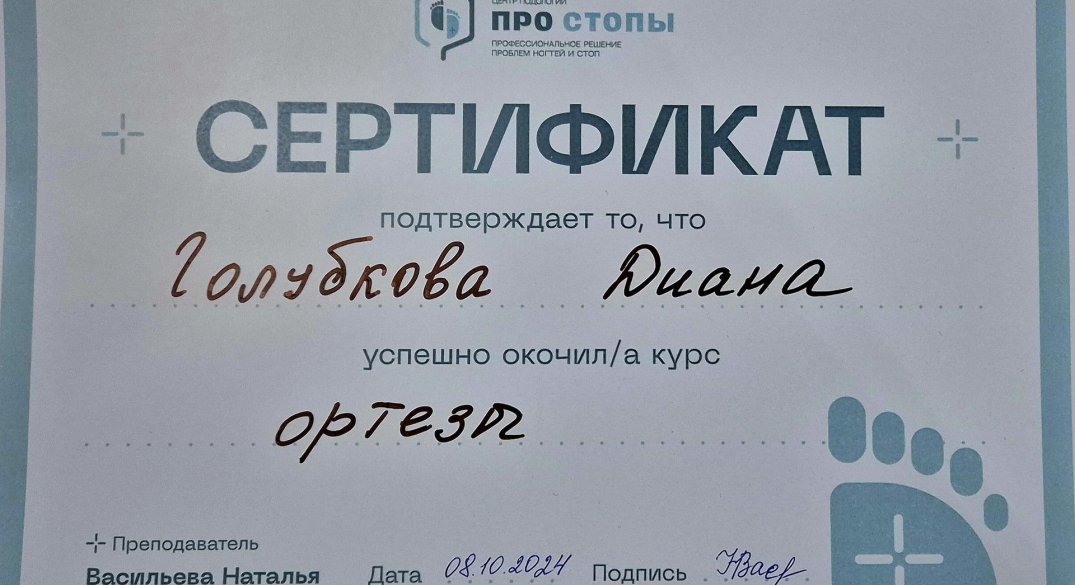 ЦЕНТР ПОДОЛОГИИ
ПРО СТОПЫ
ПРОФЕССИОНАЛЬНОЕ РЕШЕНИЕ
ПРОБЛЕМ НОГТЕЙ И СТОП
СЕРТИФИКАТ
подтверждает то, что
Голубкова Диана
успешно окочил/а курс
ортезы
Преподаватель
Васильева Наталья Дата 08.10.2024 Подпись